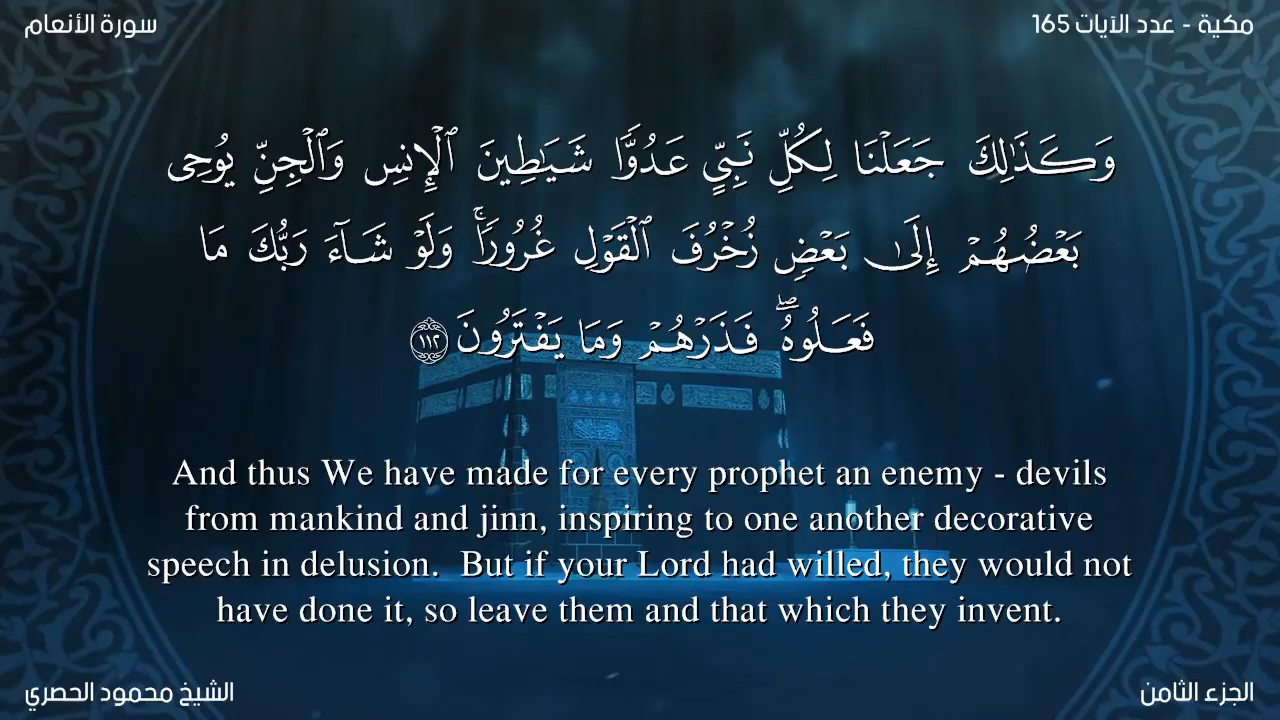 مكية - عدد الآيات 165
سورة الأنعام
وَكَذَٰلِكَ جَعَلْنَا لِكُلِّ نَبِىٍّ عَدُوًّا شَيَـٰطِينَ ٱلْإِنسِ وَٱلْجِنِّ يُوحِى
بَعْضُهُمْ إِلَىٰ بَعْضٍ زُخْرُفَ ٱلْقَوْلِ غُرُورًا ۚ وَلَوْ شَآءَ رَبُّكَ مَا
فَعَلُوهُ ۖ فَذَرْهُمْ وَمَا يَفْتَرُونَ ١١٢
And thus We have made for every prophet an enemy - devils
from mankind and jinn, inspiring to one another decorative
speech in delusion. But if your Lord had willed, they would not
have done it, so leave them and that which they invent.
الجزء الثامن
الشيخ محمود الحصري